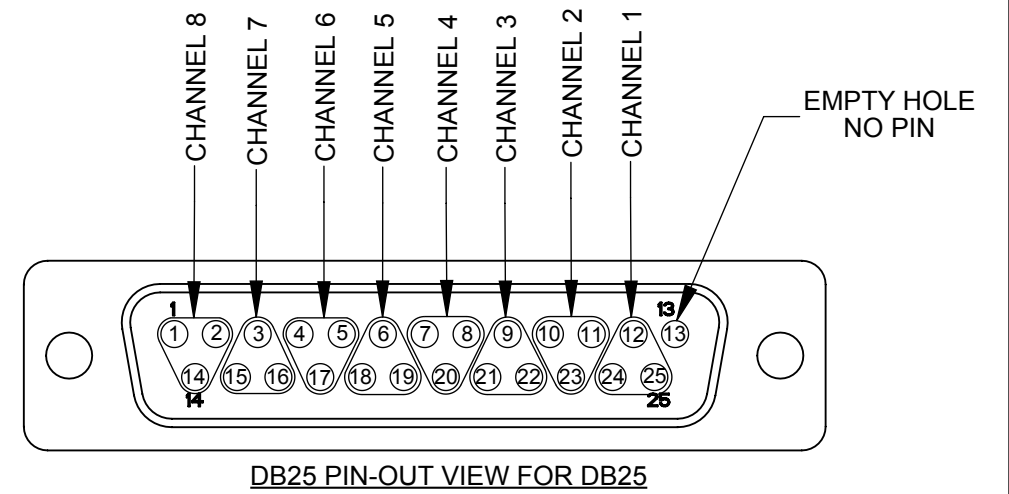 CHANNEL 8
CHANNEL 7
CHANNEL 6
CHANNEL 5
CHANNEL 4
CHANNEL 3
CHANNEL 2
CHANNEL 1
EMPTY HOLE
NO PIN
1 13
1 2 3 4 5 6 7 8 9 10 11 12 13
14 15 16 17 18 19 20 21 22 23 24 25
14 25
DB25 PIN-OUT VIEW FOR DB25